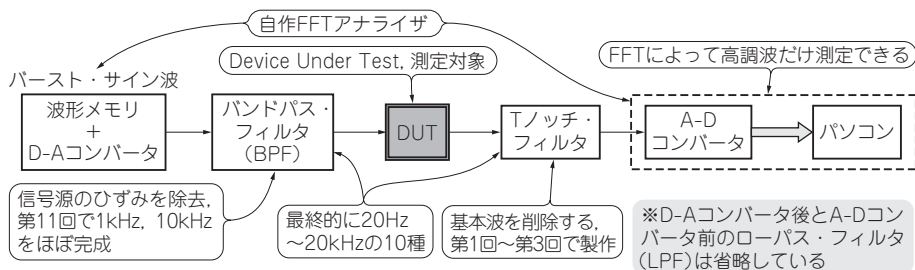 自作FFTアナライザ
FFTによって高調波だけ測定できる
Device Under Test, 測定対象
バースト・サイン波
波形メモリ
+
D-Aコンバータ
バンドパス・
フィルタ
(BPF)
DUT
Tノッチ・
フィルタ
A-D
コンバータ
パソコン
信号源のひずみを除去,
第11回で1kHz, 10kHz
をほぼ完成
最終的に20Hz
～20kHzの10種
基本波を削除する,
第1回～第3回で製作
※D-Aコンバータ後とA-Dコン
バータ前のローパス・フィルタ
(LPF)は省略している